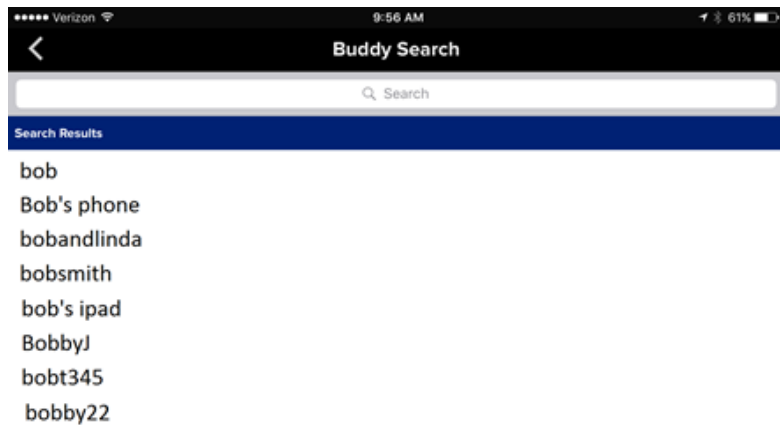 ●●●●● Verizon 9:56 AM 61%
Buddy Search
Search
Search Results
bob
Bob's phone
bobandlinda
bobsmith
bob's ipad
BobbyJ
bobt345
bobby22